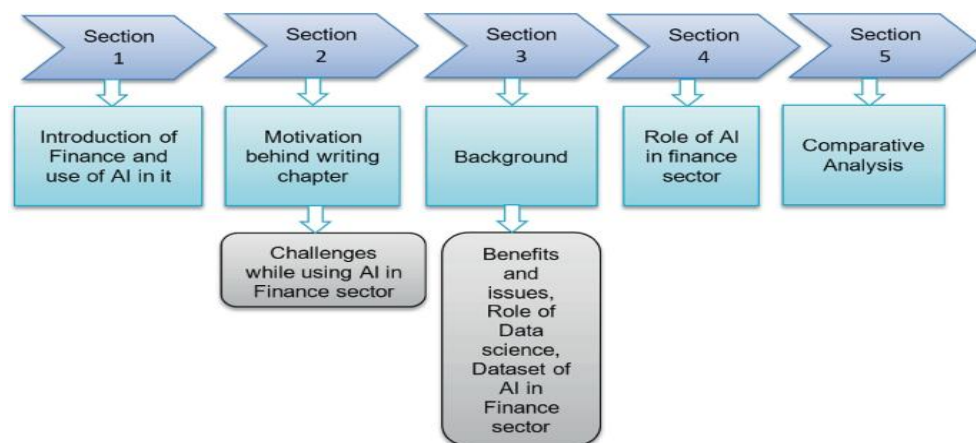 Section
1
Section
2
Section
3
Section
4
Section
5
Introduction of
Finance and
use of AI in it
Motivation
behind writing
chapter
Background
Role of AI
in finance
sector
Comparative
Analysis
Challenges
while using AI in
Finance sector
Benefits
and
issues,
Role of
Data
science,
Dataset of
AI in
Finance
sector